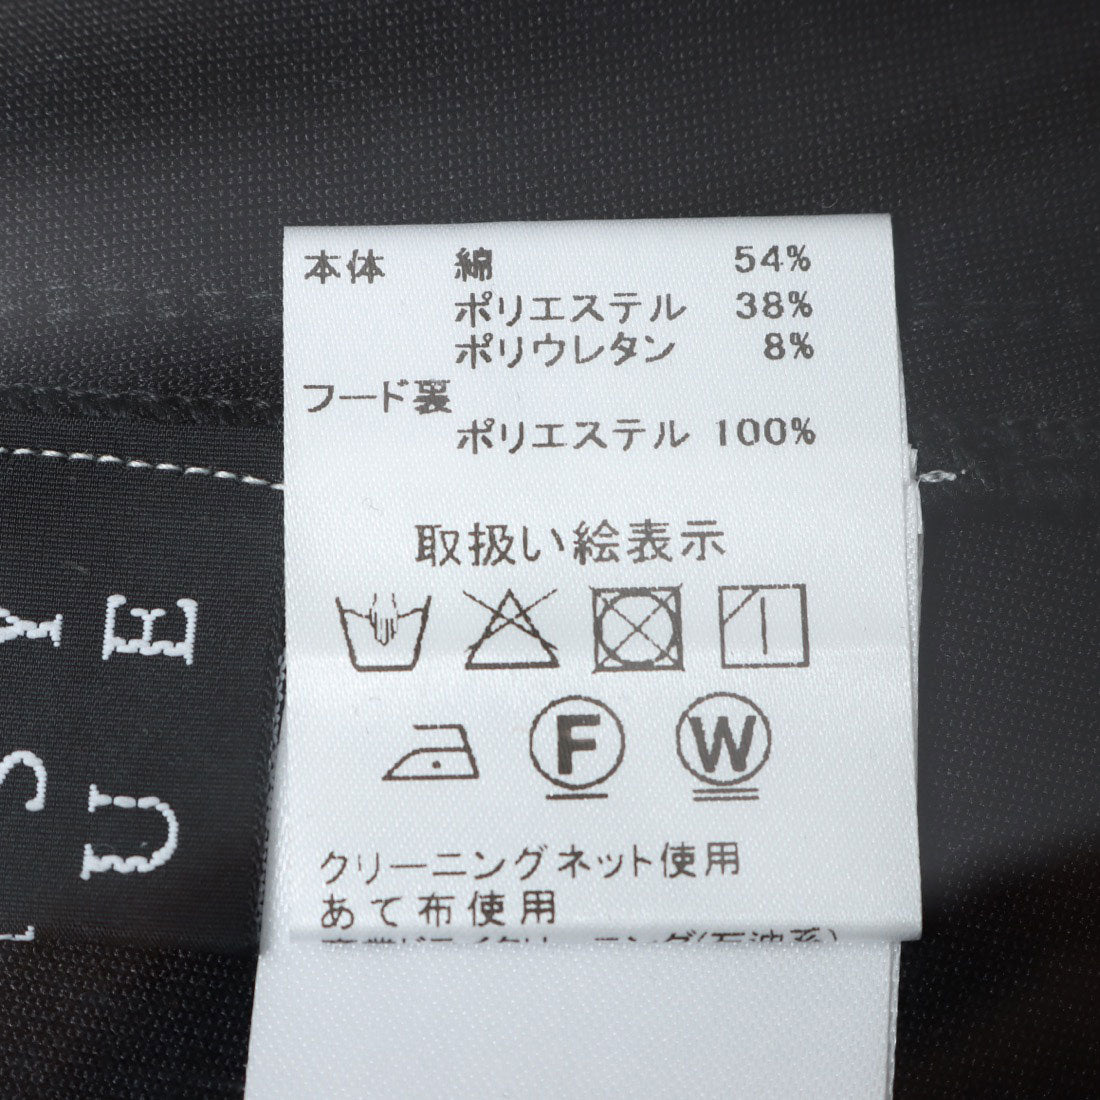 本体 綿 54%
ポリエステル 38%
ポリウレタン 8%
フード裏
ポリエステル 100%
取扱い絵表示
F W
クリーニングネット使用
あて布使用
U E